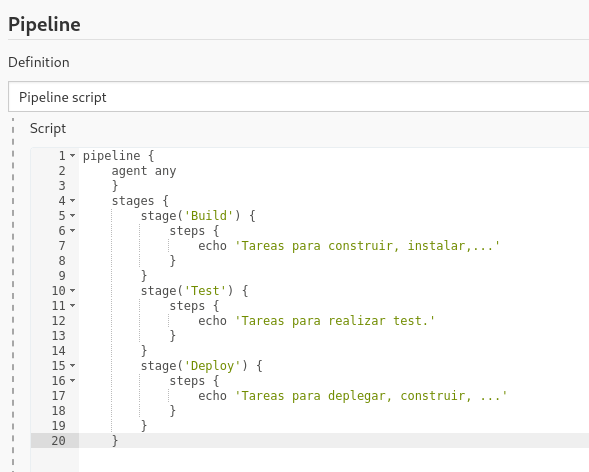 Pipeline
Definition
Pipeline script
Script
1 pipeline {
2     agent any
3     }
4     stages {
5         stage('Build') {
6             steps {
7                 echo 'Tareas para construir, instalar,...'
8             }
9         }
10         stage('Test') {
11             steps {
12                 echo 'Tareas para realizar test.'
13             }
14         }
15         stage('Deploy') {
16             steps {
17                 echo 'Tareas para deplegar, construir, ...'
18             }
19         }
20     }